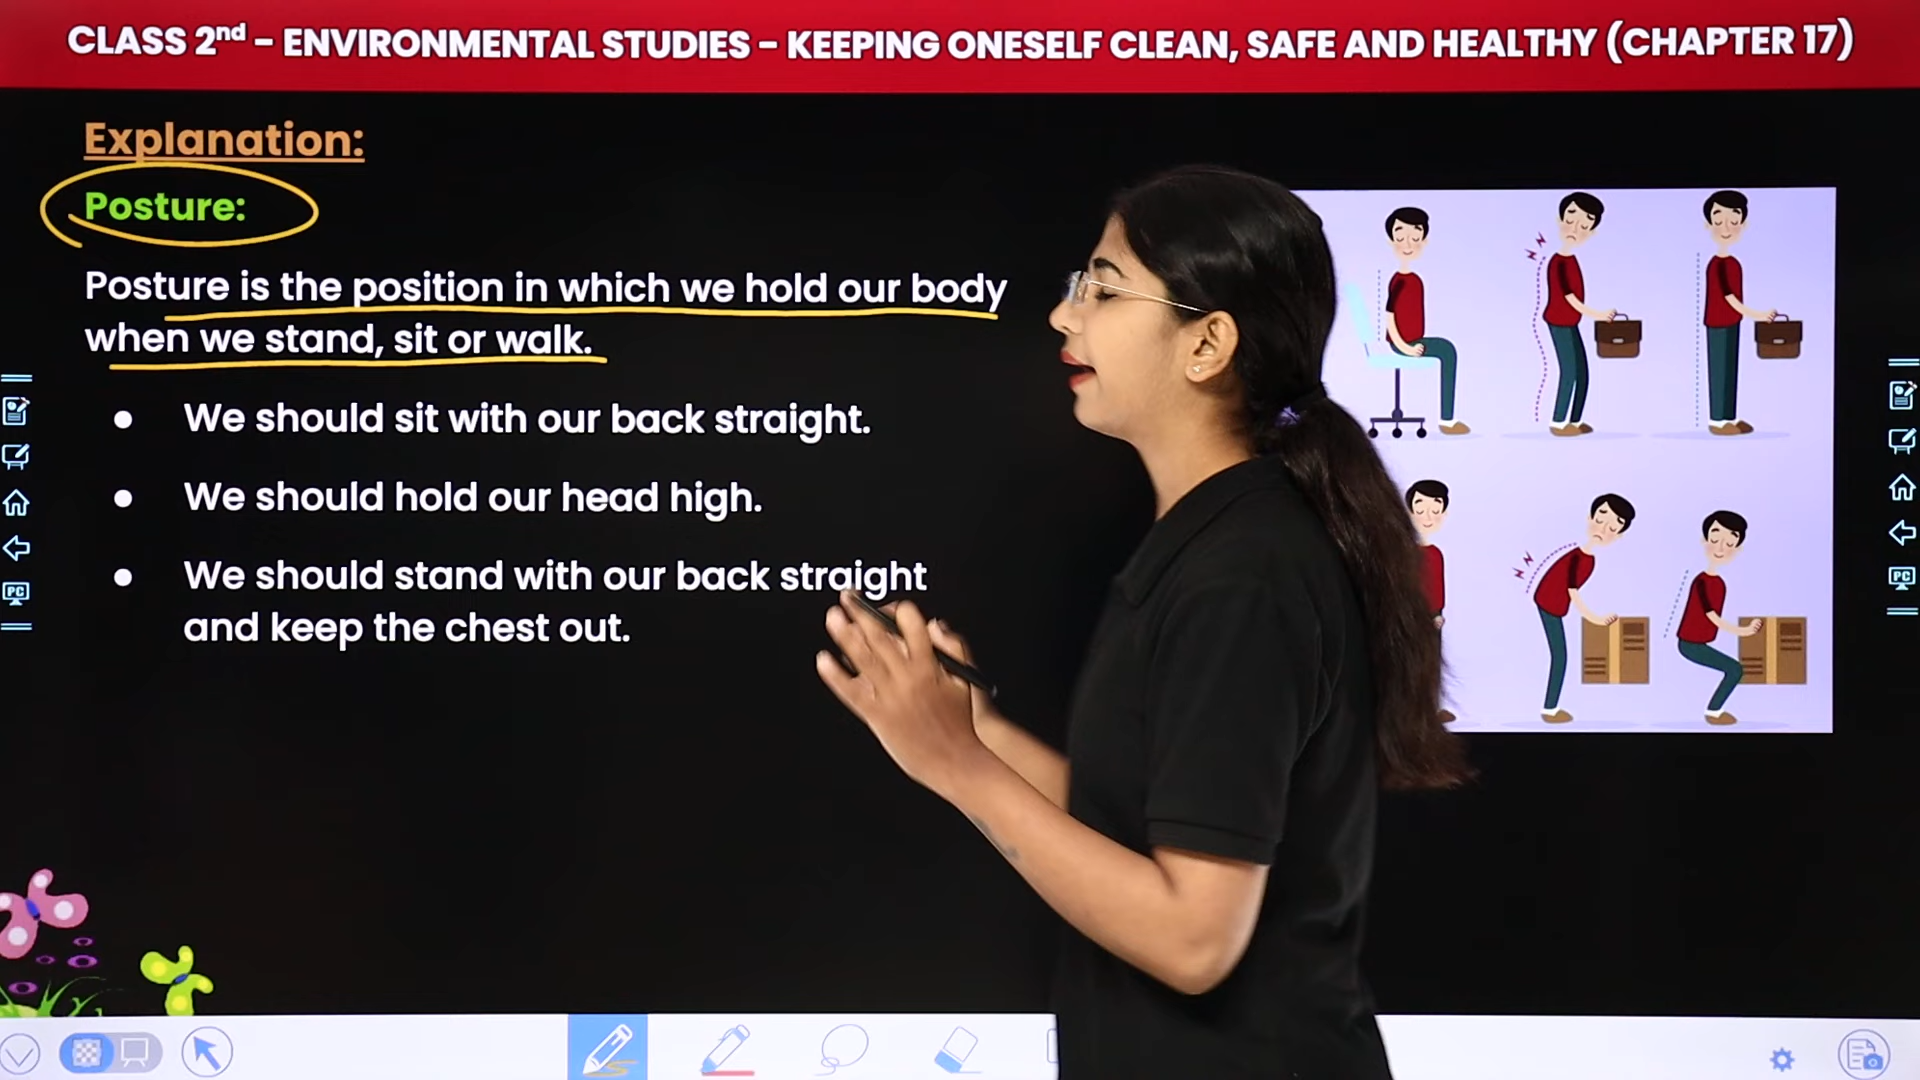 CLASS 2nd - ENVIRONMENTAL STUDIES - KEEPING ONESELF CLEAN, SAFE AND HEALTHY (CHAPTER 17)
Explanation:
Posture:
Posture is the position in which we hold our body
when we stand, sit or walk.
● We should sit with our back straight.
● We should hold our head high.
● We should stand with our back straight
and keep the chest out.
PC
PC